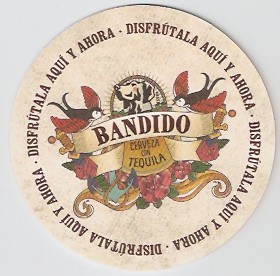 DISFRÚTALA AQUÍ Y AHORA · DISFRÚTALA AQUÍ Y AHORA · DISFRÚTALA AQUÍ Y AHORA · DISFRÚTALA AQUÍ Y AHORA ·
BANDIDO
CERVEZA
CON
TEQUILA